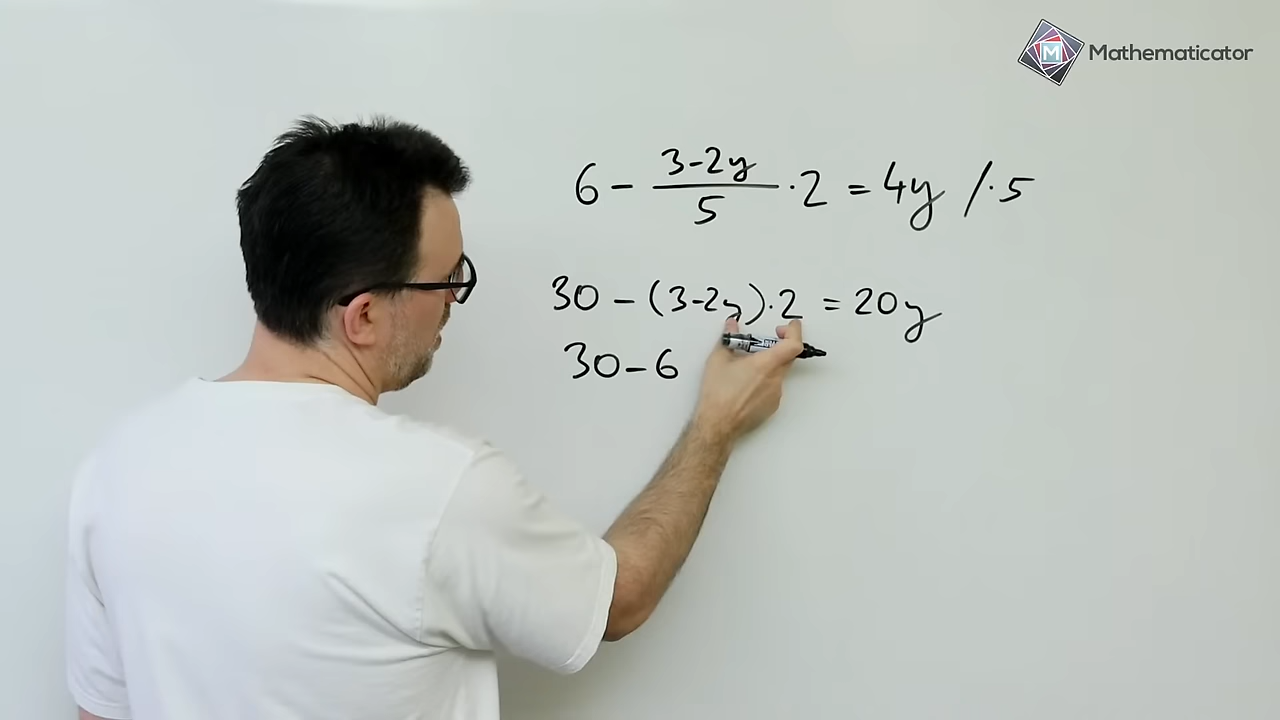 Mathematicator
6 - (3-2y)/5 · 2 = 4y / · 5
30 - (3-2y) · 2 = 20y
30 - 6